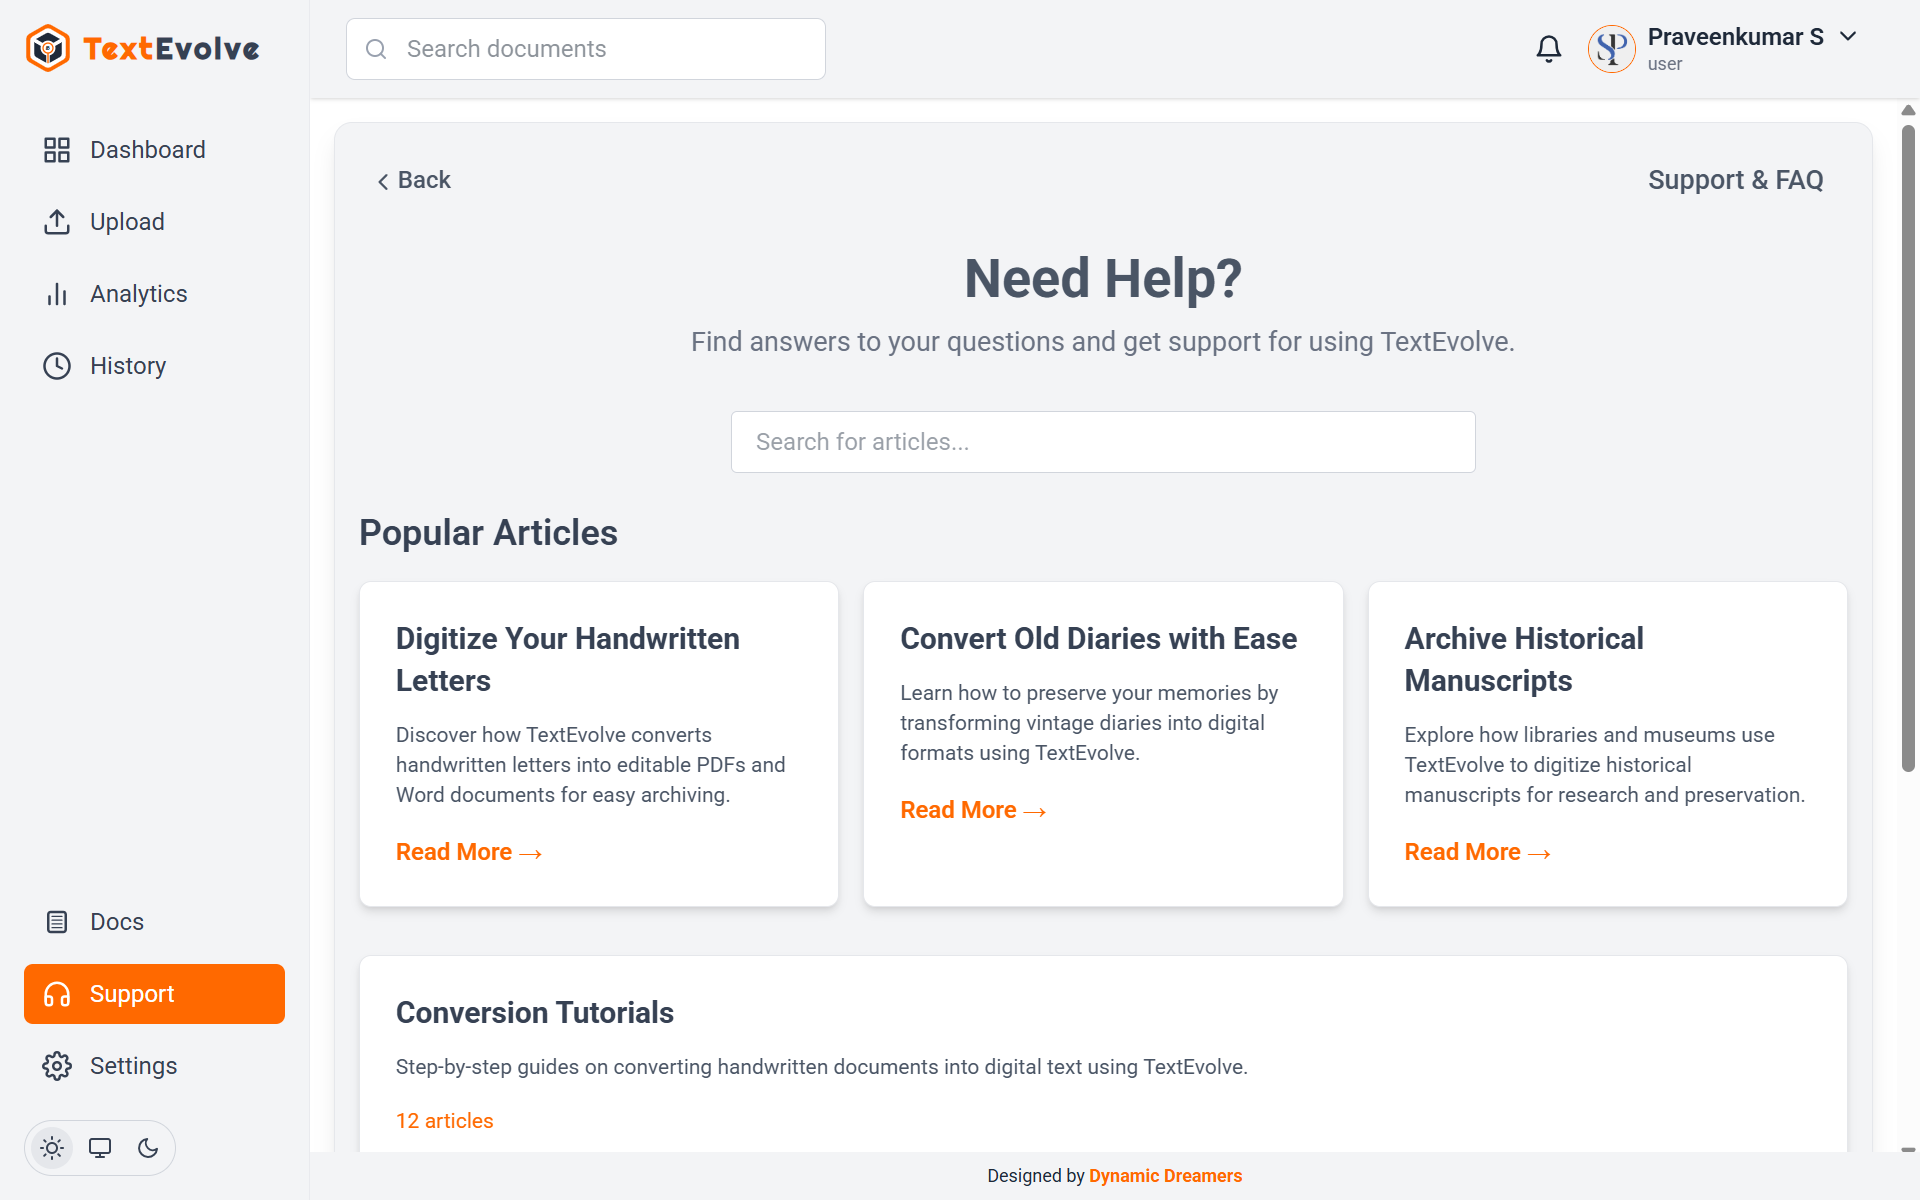 TextEvolve
Search documents
Praveenkumar S
user
Dashboard
Upload
Analytics
History
Docs
Support
Settings
Back
Support & FAQ
Need Help?
Find answers to your questions and get support for using TextEvolve.
Search for articles...
Popular Articles
Digitize Your Handwritten
Letters
Discover how TextEvolve converts
handwritten letters into editable PDFs and
Word documents for easy archiving.
Read More →
Convert Old Diaries with Ease
Learn how to preserve your memories by
transforming vintage diaries into digital
formats using TextEvolve.
Read More →
Archive Historical
Manuscripts
Explore how libraries and museums use
TextEvolve to digitize historical
manuscripts for research and preservation.
Read More →
Conversion Tutorials
Step-by-step guides on converting handwritten documents into digital text using TextEvolve.
12 articles
Designed by Dynamic Dreamers